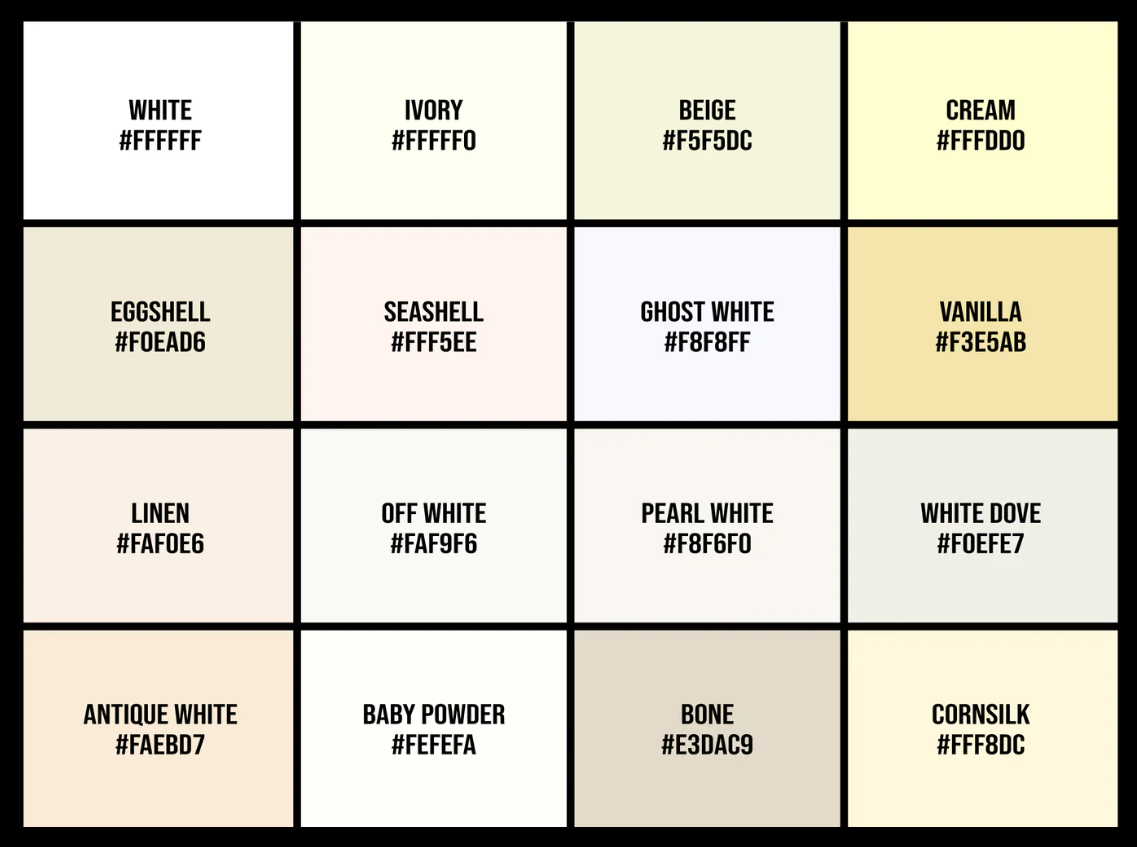 WHITE
#FFFFFF
IVORY
#FFFFF0
BEIGE
#F5F5DC
CREAM
#FFFDD0
EGGSHELL
#F0EAD6
SEASHELL
#FFF5EE
GHOST WHITE
#F8F8FF
VANILLA
#F3E5AB
LINEN
#FAF0E6
OFF WHITE
#FAF9F6
PEARL WHITE
#F8F6F0
WHITE DOVE
#F0EFE7
ANTIQUE WHITE
#FAEBD7
BABY POWDER
#FEFEFA
BONE
#E3DAC9
CORNSILK
#FFF8DC